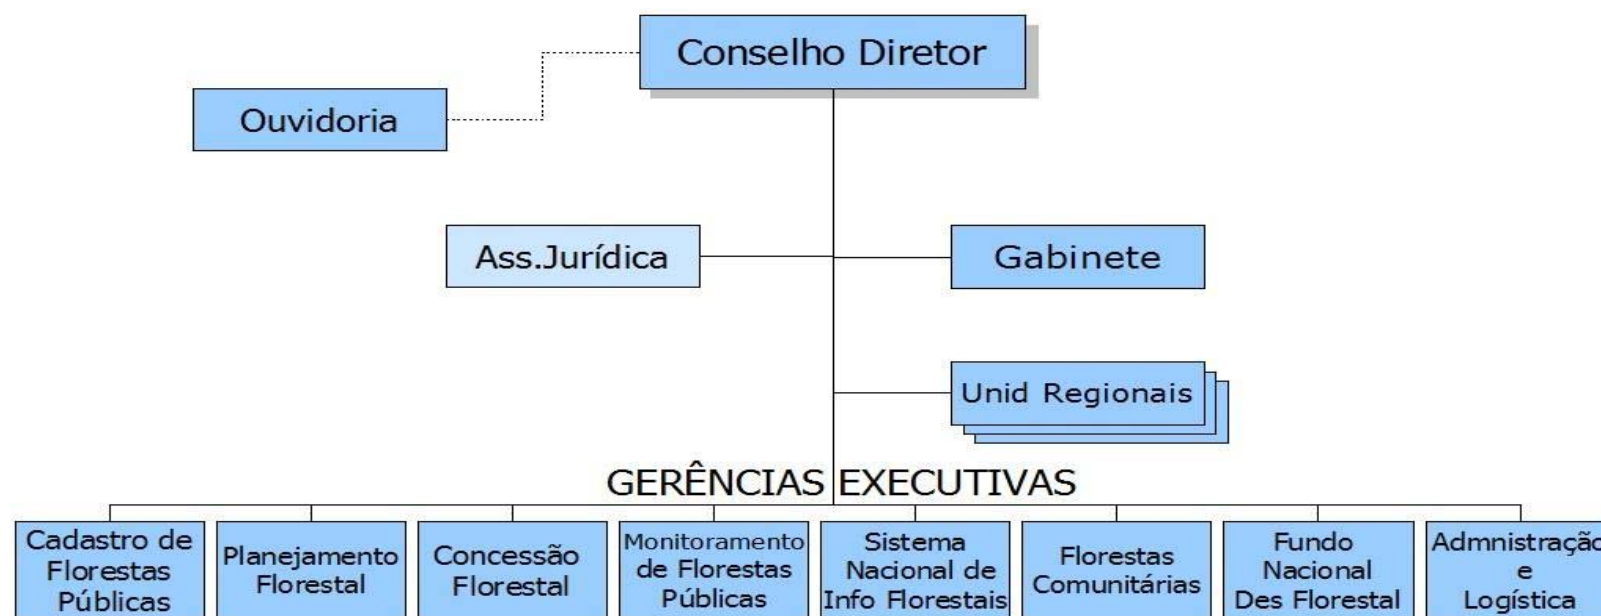 Conselho Diretor
Ouvidoria
Ass.Jurídica
Gabinete
Unid Regionais
GERÊNCIAS EXECUTIVAS
Cadastro de
Florestas
Públicas
Planejamento
Florestal
Concessão
Florestal
Monitoramento
de Florestas
Públicas
Sistema
Nacional de
Info Florestais
Florestas
Comunitárias
Fundo
Nacional
Des Florestal
Admnistração
e
Logística